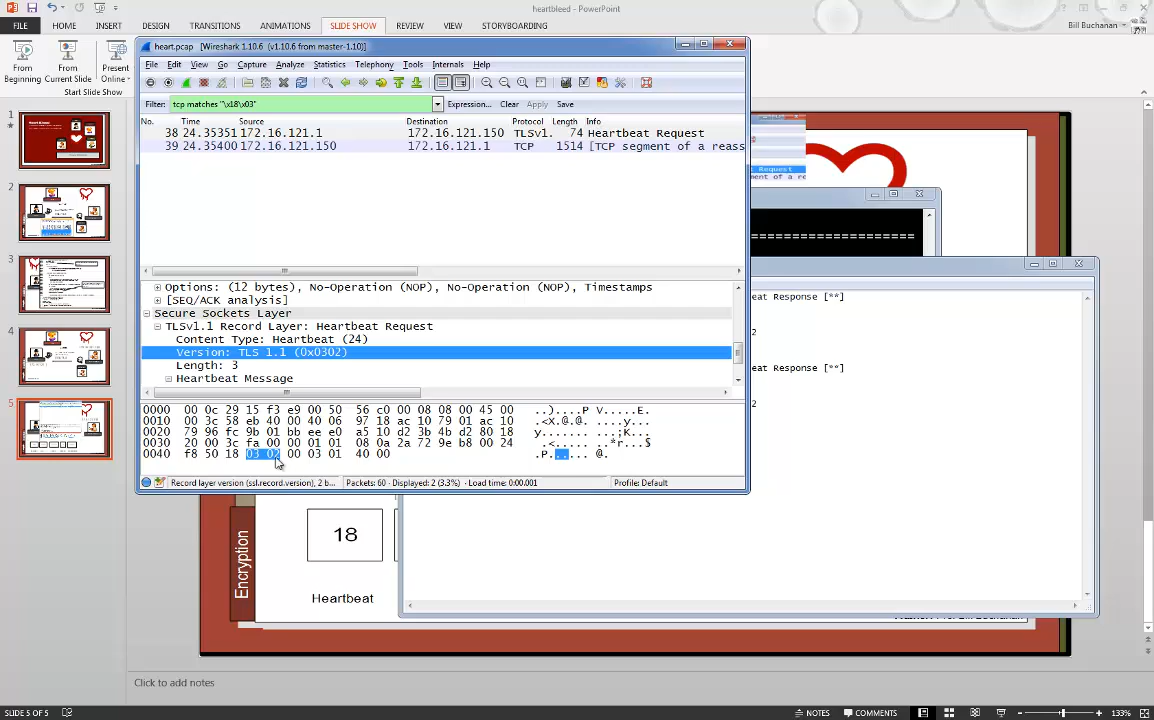 heartbleed - PowerPoint
FILE HOME INSERT DESIGN TRANSITIONS ANIMATIONS SLIDE SHOW REVIEW VIEW STORYBOARDING
Bill Buchanan
From Beginning
From Current Slide
Present Online
Start Slide Show
heart.pcap [Wireshark 1.10.6 (v1.10.6 from master-1.10)]
File Edit View Go Capture Analyze Statistics Telephony Tools Internals Help
Filter: tcp matches "\x18\x03" Expression... Clear Apply Save
No. Time Source Destination Protocol Length Info
38 24.35351 172.16.121.1 172.16.121.150 TLSv1. 74 Heartbeat Request
39 24.35400 172.16.121.150 172.16.121.1 TCP 1514 [TCP segment of a reass
Options: (12 bytes), No-Operation (NOP), No-Operation (NOP), Timestamps
[SEQ/ACK analysis]
Secure Sockets Layer
TLSv1.1 Record Layer: Heartbeat Request
Content Type: Heartbeat (24)
Version: TLS 1.1 (0x0302)
Length: 3
Heartbeat Message
0000 00 0c 29 15 f3 e9 00 50 56 c0 00 08 08 00 45 00 ..)....P V.....E.
0010 00 3c 58 eb 40 00 40 06 97 18 ac 10 79 01 ac 10 .<X.@.@. ....y...
0020 79 96 fc 9b 01 bb ee e0 a5 10 d2 3b 4b d2 80 18 y....... ...;K...
0030 20 00 3c fa 00 00 01 01 08 0a 2a 72 9e b8 00 24 .<..... ..*r...$
0040 f8 50 18 03 02 00 03 01 40 00 .P...... @.
Record layer version (ssl.record.version), 2 b... Packets: 60 · Displayed: 2 (3.3%) · Load time: 0:00.001 Profile: Default
Request
segment of a re
=====================
eat Response [**]
2
eat Response [**]
2
1
2
3
4
5
Encryption
18
Heartbeat
Click to add notes
SLIDE 5 OF 5
NOTES
COMMENTS
133%